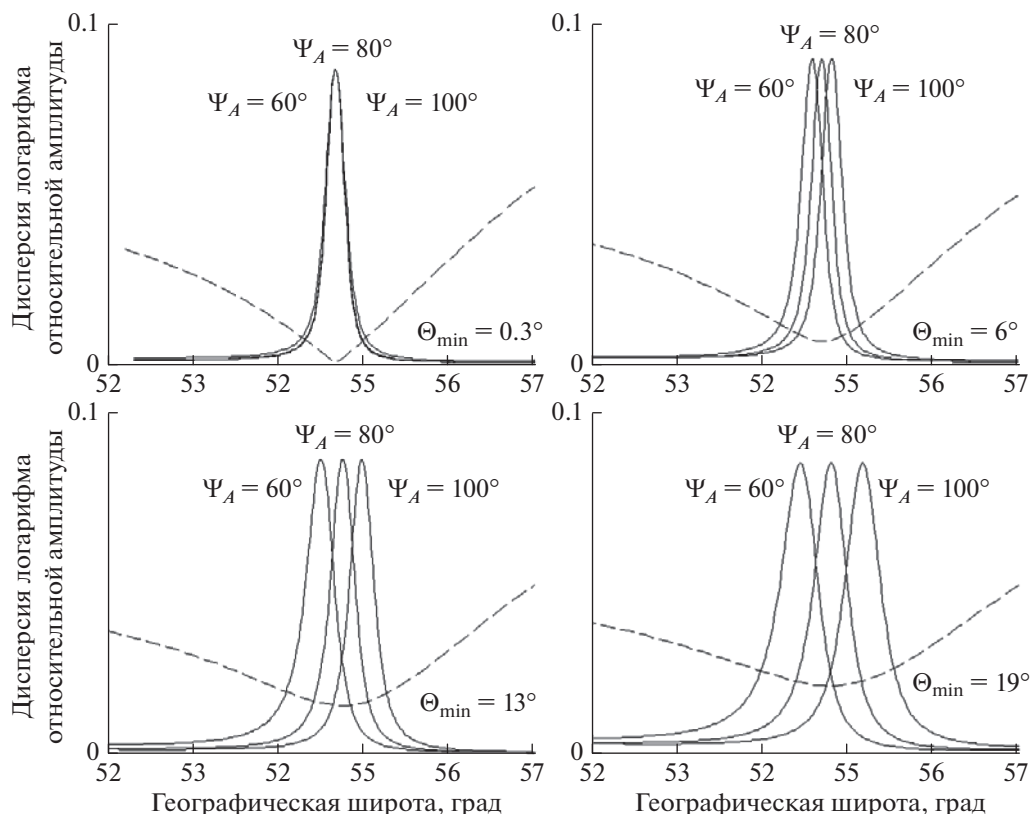 0.1
Ψ_A = 80°
Ψ_A = 60°
Ψ_A = 100°
Θ_min = 0.3°
0
52 53 52 55 56 57
Дисперсия логарифма
относительной амплитуды
0.1
Ψ_A = 80°
Ψ_A = 60°
Ψ_A = 100°
Θ_min = 6°
0
52 53 52 55 56 57
0.1
Ψ_A = 80°
Ψ_A = 60°
Ψ_A = 100°
Θ_min = 13°
0
52 53 52 55 56 57
Дисперсия логарифма
относительной амплитуды
Географическая широта, град
0.1
Ψ_A = 80°
Ψ_A = 60°
Ψ_A = 100°
Θ_min = 19°
0
52 53 52 55 56 57
Географическая широта, град